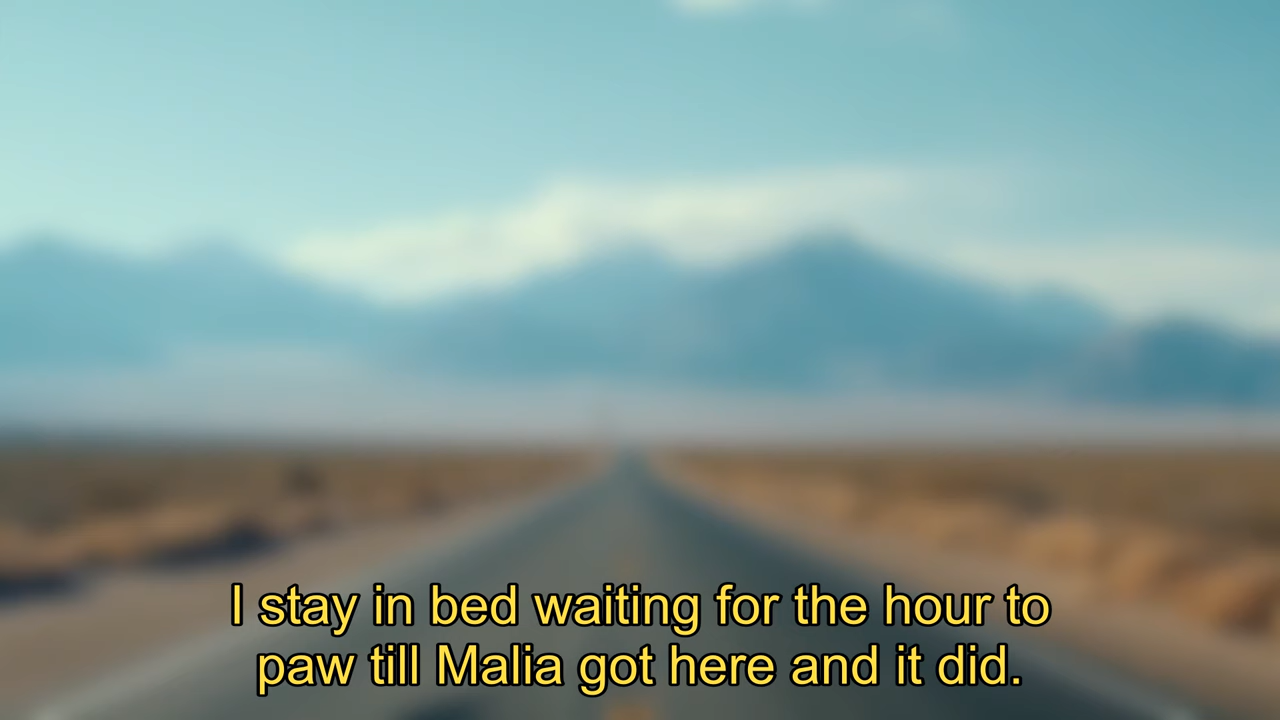 I stay in bed waiting for the hour to
paw till Malia got here and it did.